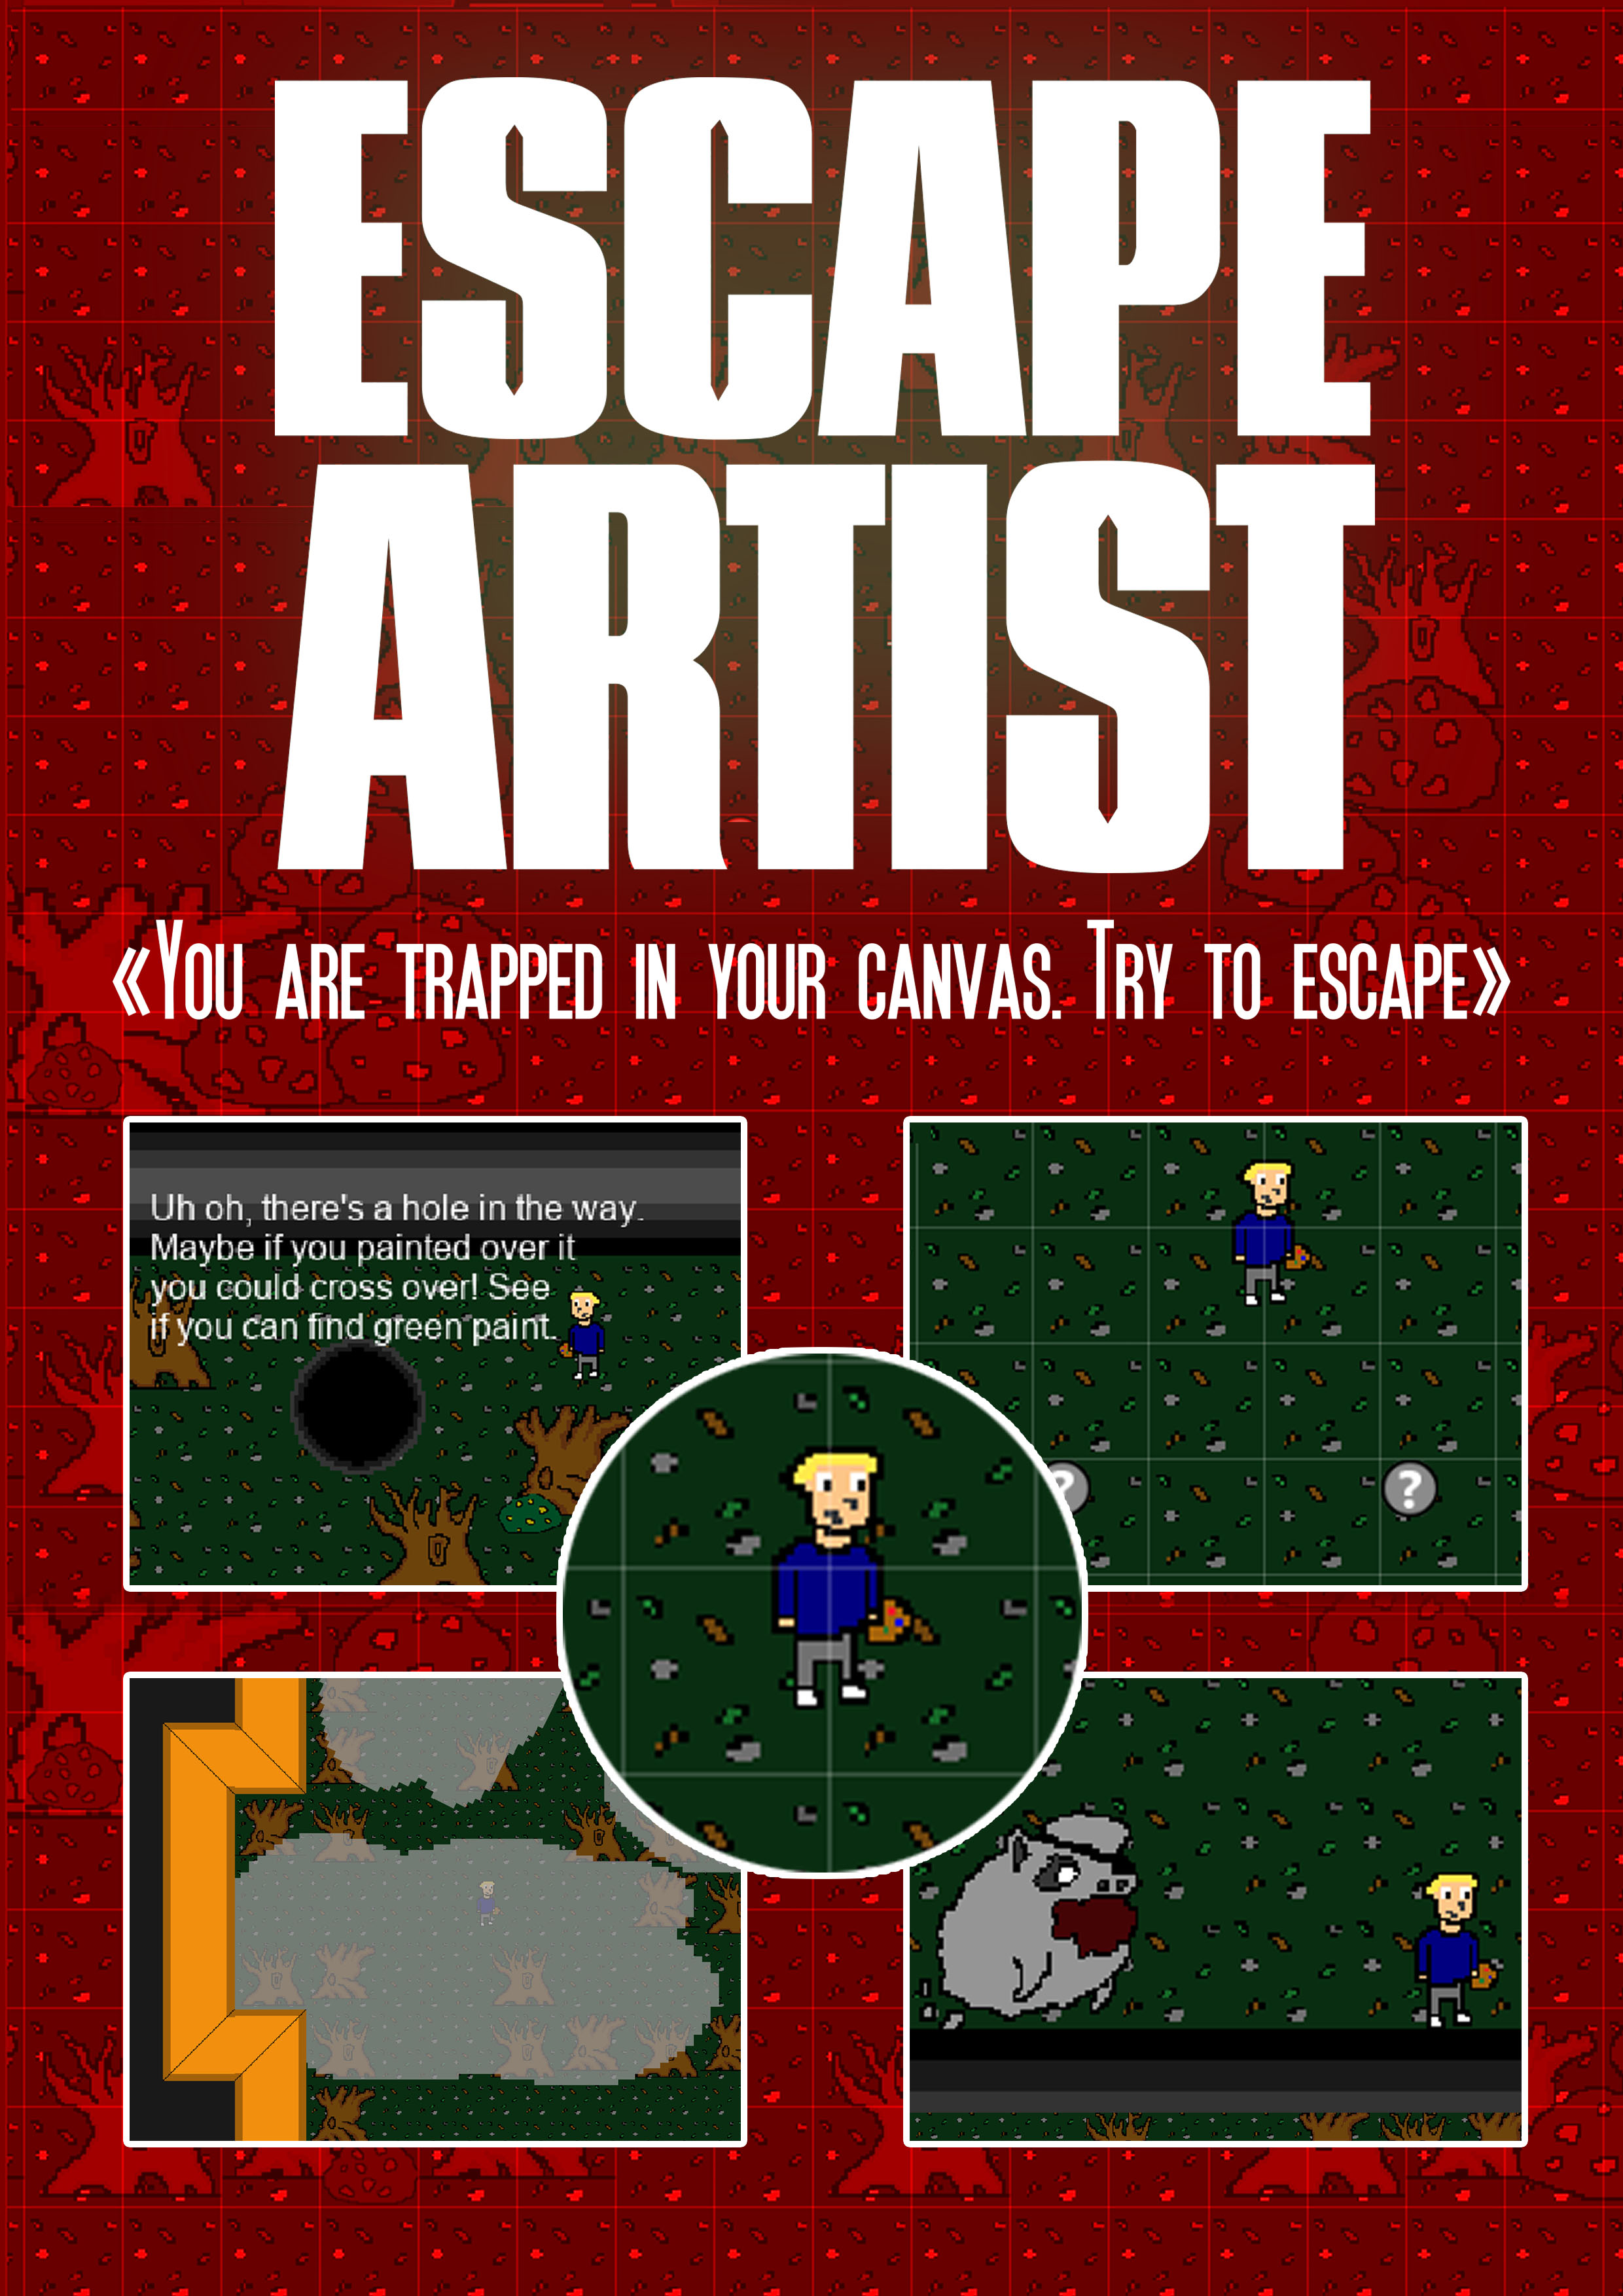 ESCAPE
ARTIST
«You are trapped in your canvas. Try to escape»
Uh oh, there's a hole in the way.
Maybe if you painted over it
you could cross over! See
if you can find green paint.
?
?